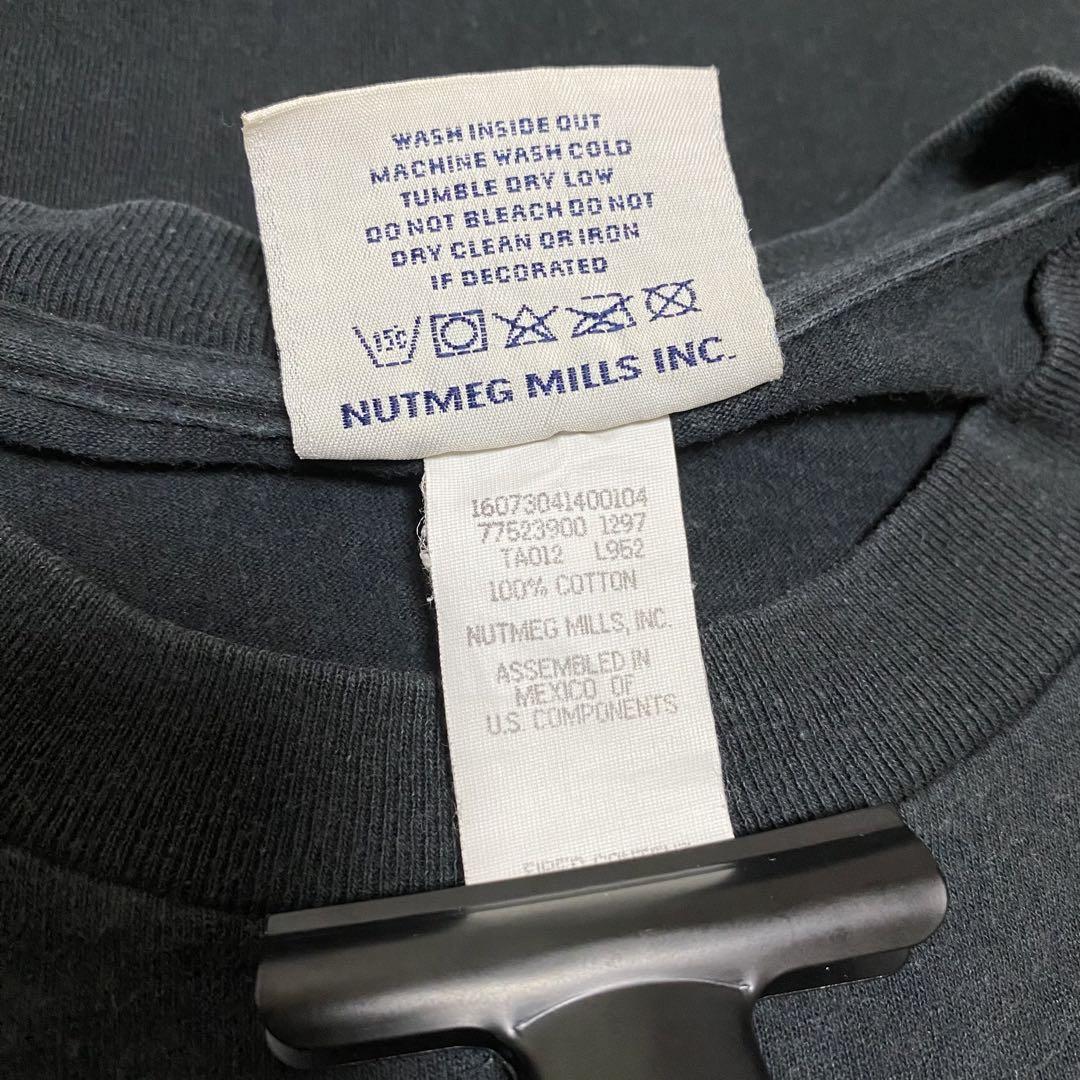 WASH INSIDE OUT
MACHINE WASH COLD
TUMBLE DRY LOW
DO NOT BLEACH DO NOT
DRY CLEAN OR IRON
IF DECORATED
15C
NUTMEG MILLS INC.
16073041400104
77523900 1297
TA012 L952
100% COTTON
NUTMEG MILLS, INC.
ASSEMBLED IN
MEXICO OF
U.S. COMPONENTS